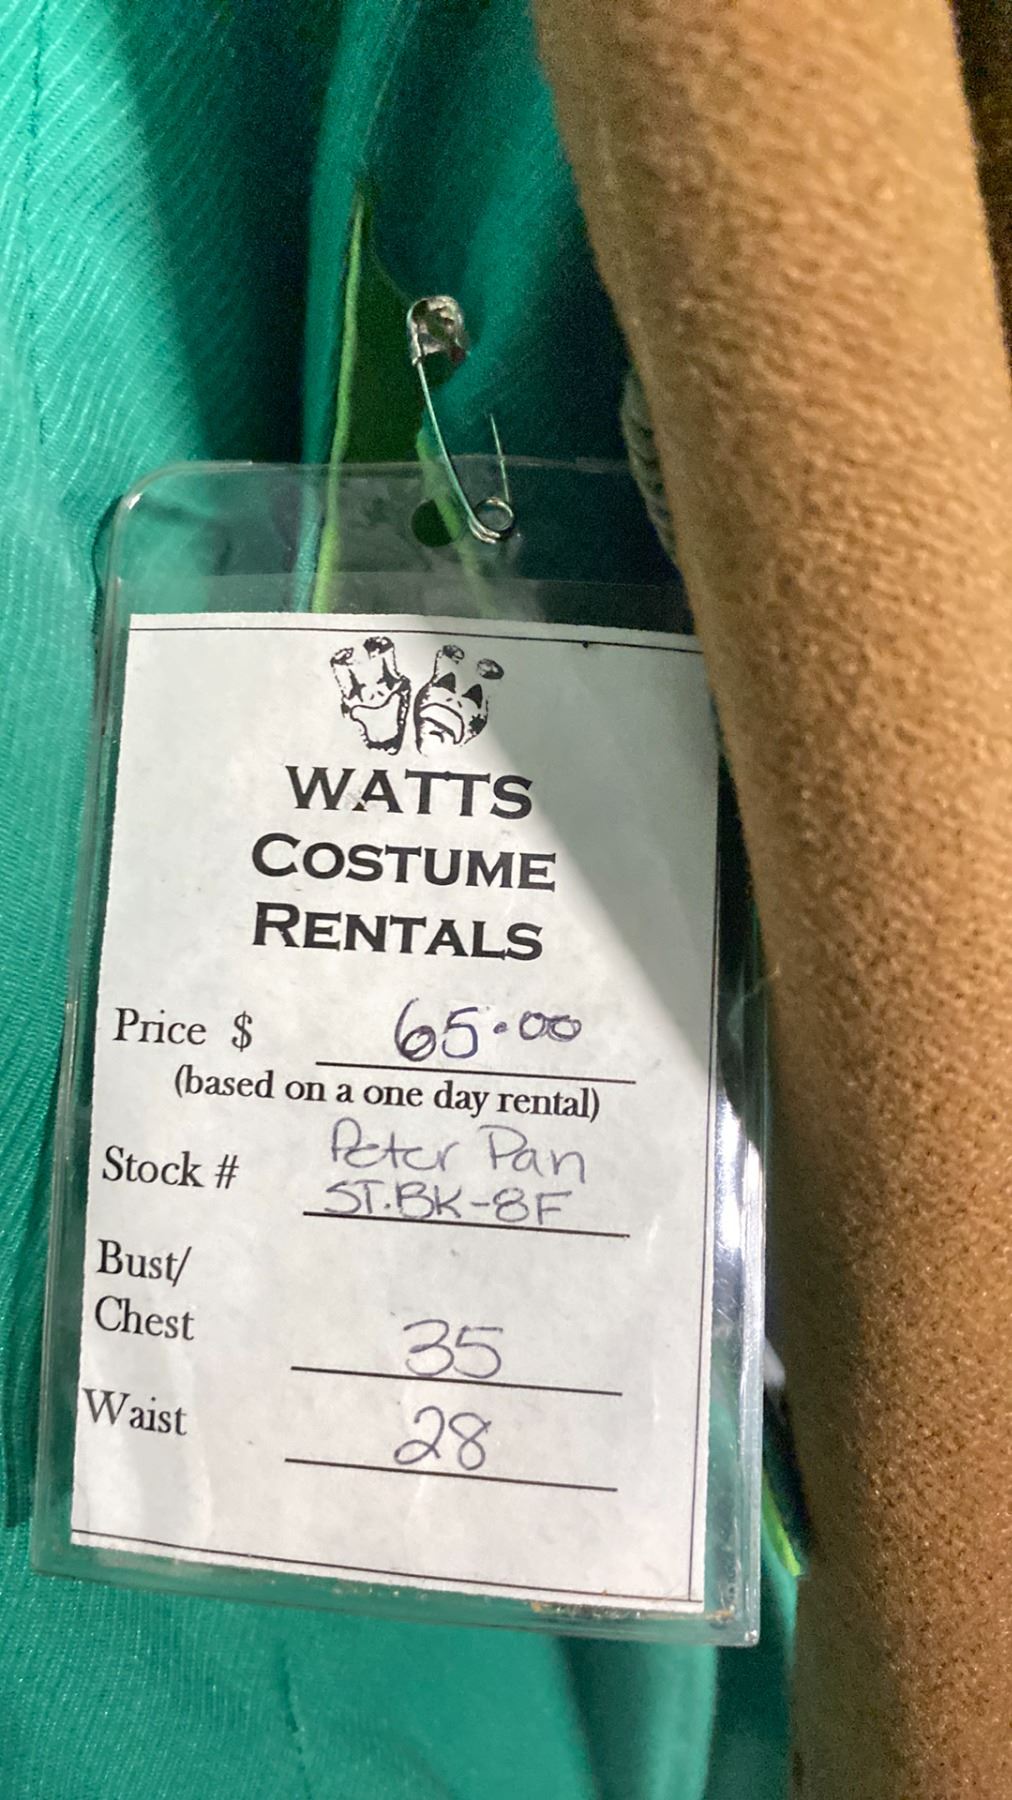 WATTS
COSTUME
RENTALS
Price $ 65.00
(based on a one day rental)
Peter Pan
Stock # ST.BK-8F
Bust/
Chest 35
Waist 28